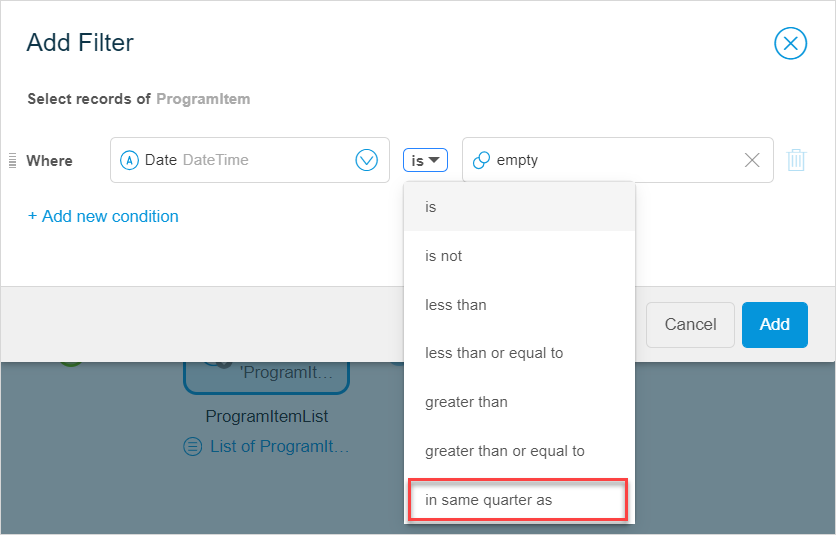 Add Filter
Select records of ProgramItem
Where
A Date DateTime
is
empty
+ Add new condition
is
is not
less than
less than or equal to
greater than
greater than or equal to
in same quarter as
Cancel
Add
'ProgramIt...
ProgramItemList
List of ProgramIt...